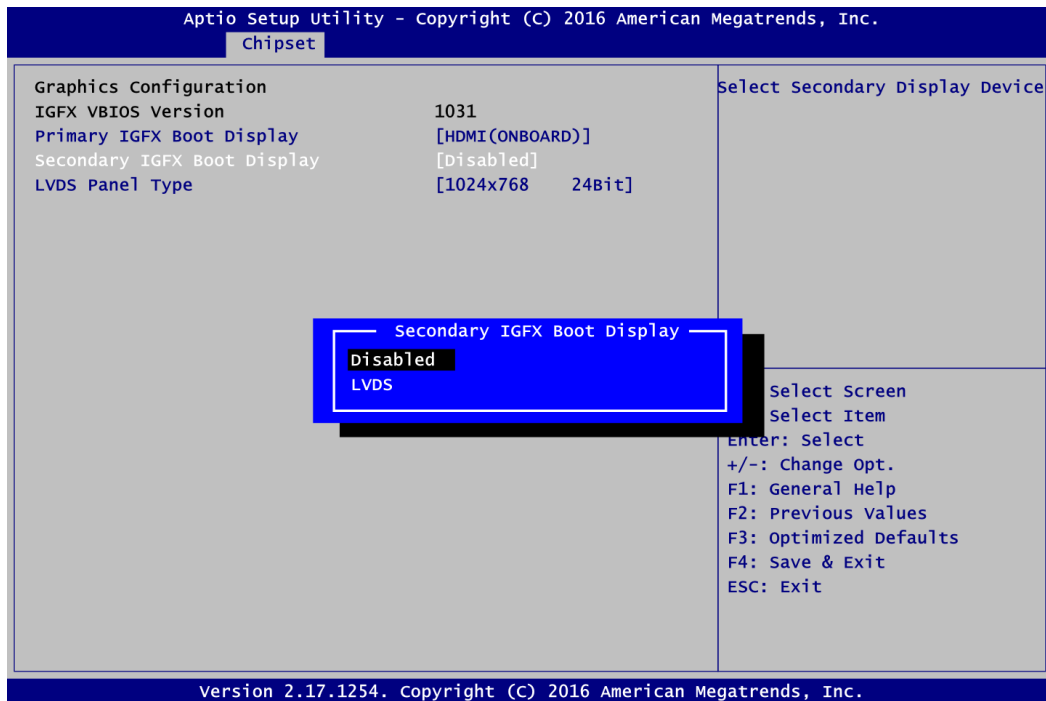 Aptio Setup Utility – Copyright (C) 2016 American Megatrends, Inc.
Chipset
Graphics Configuration
IGFX VBIOS Version 1031
Primary IGFX Boot Display [HDMI(ONBOARD)]
Secondary IGFX Boot Display [Disabled]
LVDS Panel Type [1024x768 24Bit]
Select Secondary Display Device
Secondary IGFX Boot Display
Disabled
LVDS
Select Screen
Select Item
Enter: Select
+/-: Change Opt.
F1: General Help
F2: Previous Values
F3: Optimized Defaults
F4: Save & Exit
ESC: Exit
Version 2.17.1254. Copyright (C) 2016 American Megatrends, Inc.